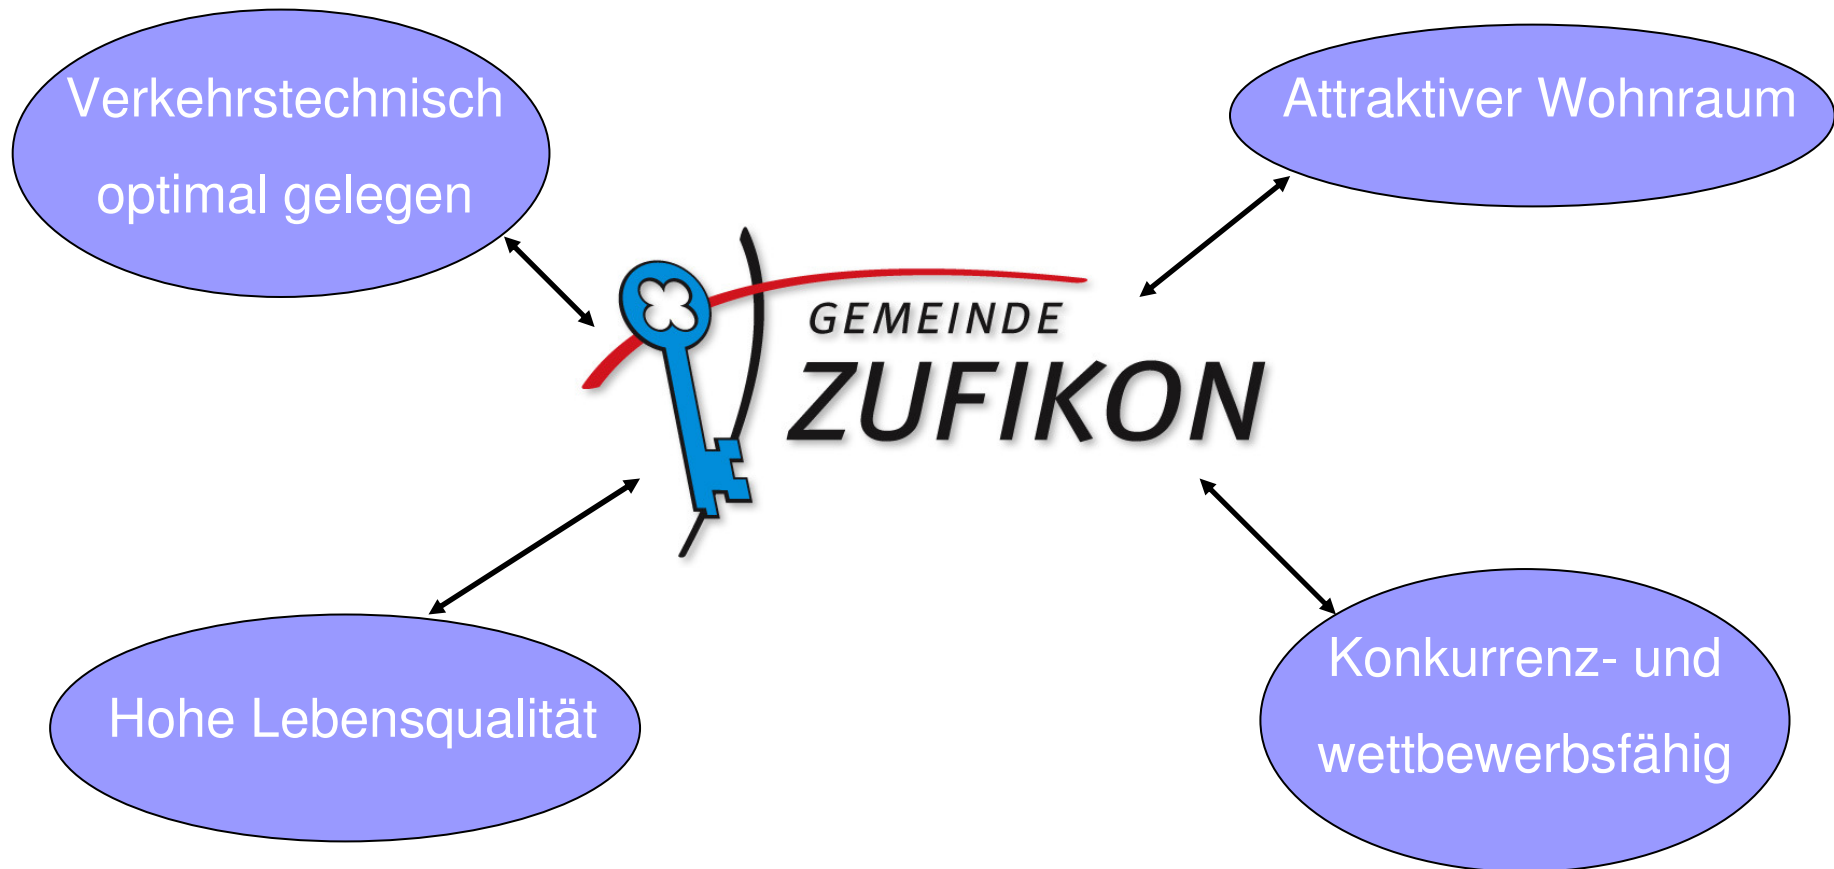 Verkehrstechnisch
optimal gelegen
Attraktiver Wohnraum
GEMEINDE
ZUFIKON
Hohe Lebensqualität
Konkurrenz- und
wettbewerbsfähig